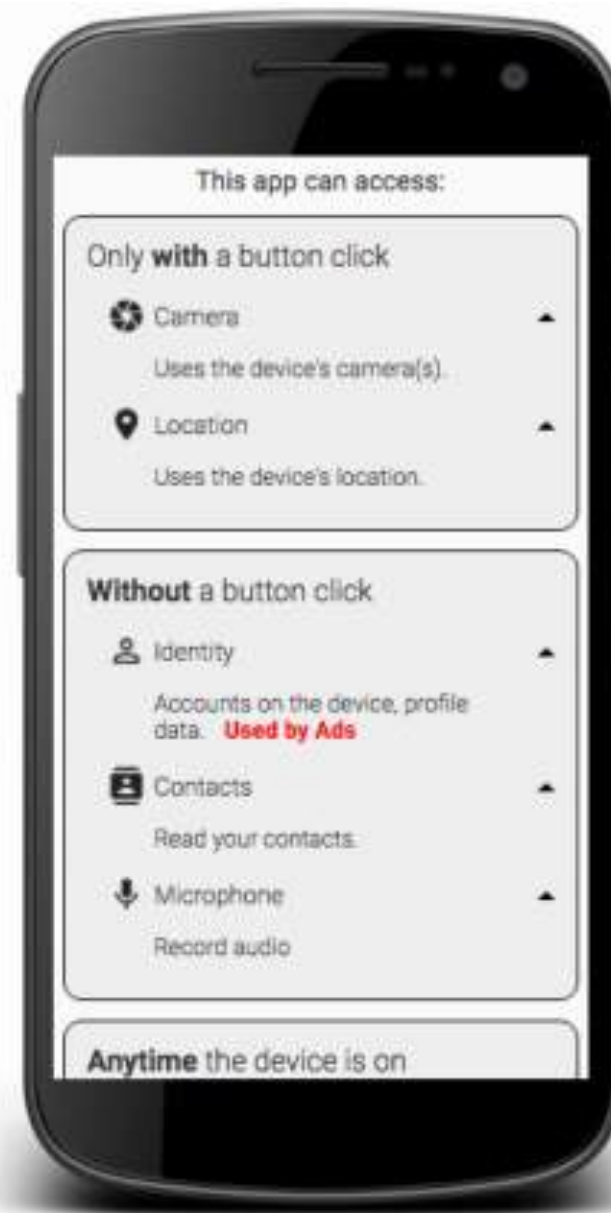 This app can access:
Only with a button click
Camera
Uses the device's camera(s).
Location
Uses the device's location.
Without a button click
Identity
Accounts on the device, profile
data. Used by Ads
Contacts
Read your contacts.
Microphone
Record audio
Anytime the device is on